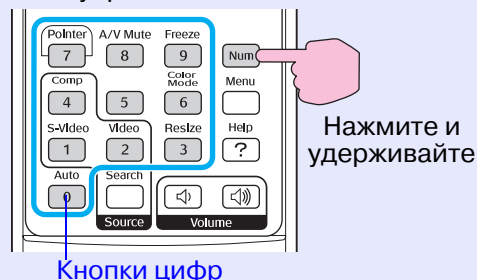 Pointer A/V Mute Freeze
7 8 9 Num
Comp Color Mode Menu
4 5 6
S-Video Video Resize Help
1 2 3 ?
Auto Search
0
Source Volume
Нажмите и
удерживайте
Кнопки цифр